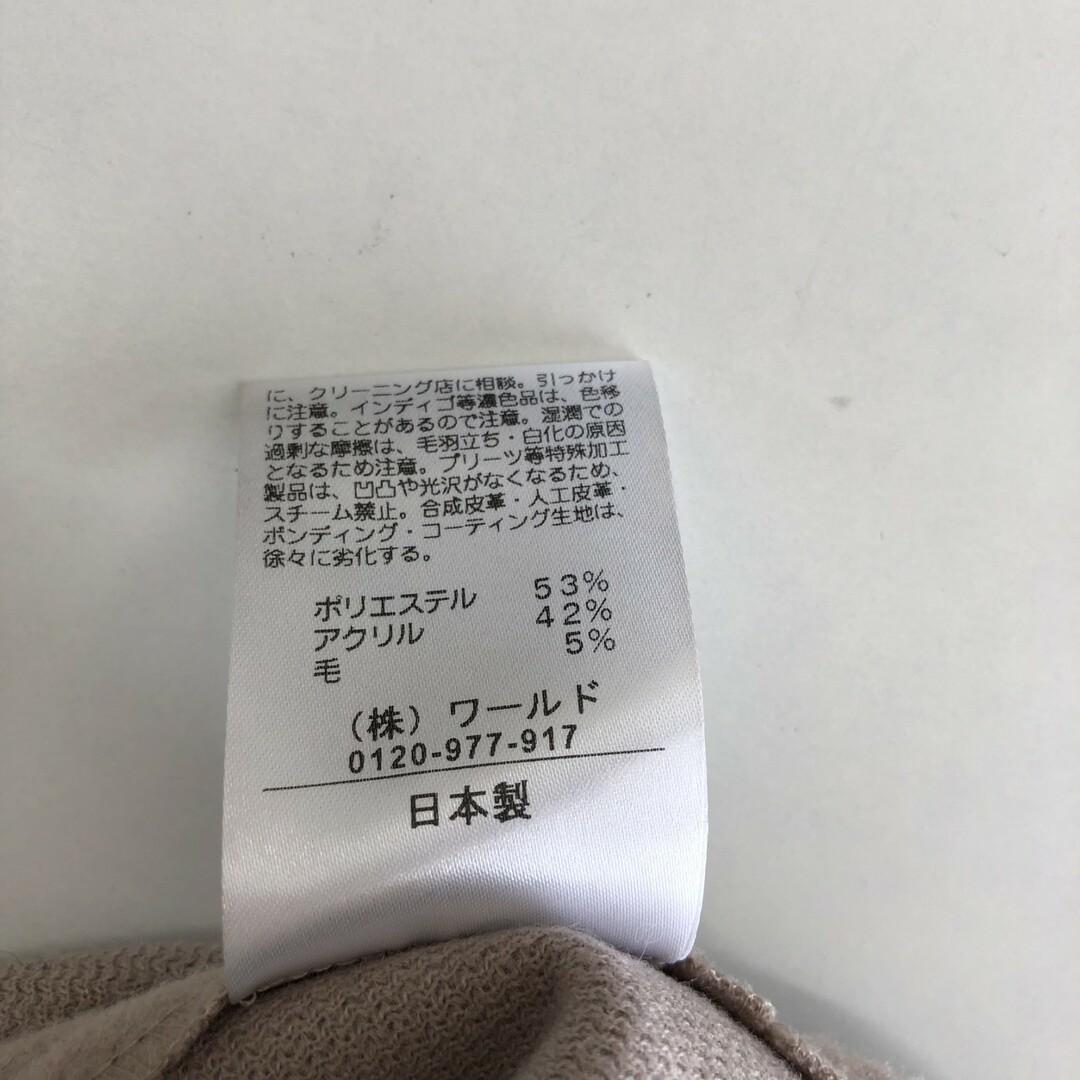 に、クリーニング店に相談。引っかけ
に注意。インディゴ等濃色品は、色移
りすることがあるので注意。湿潤での
過剰な摩擦は、毛羽立ち・白化の原因
となるため注意。プリーツ等特殊加工
製品は、凹凸や光沢がなくなるため、
スチーム禁止。合成皮革・人工皮革・
ボンディング・コーティング生地は、
徐々に劣化する。
ポリエステル 53%
アクリル 42%
毛 5%
(株) ワールド
0120-977-917
日本製